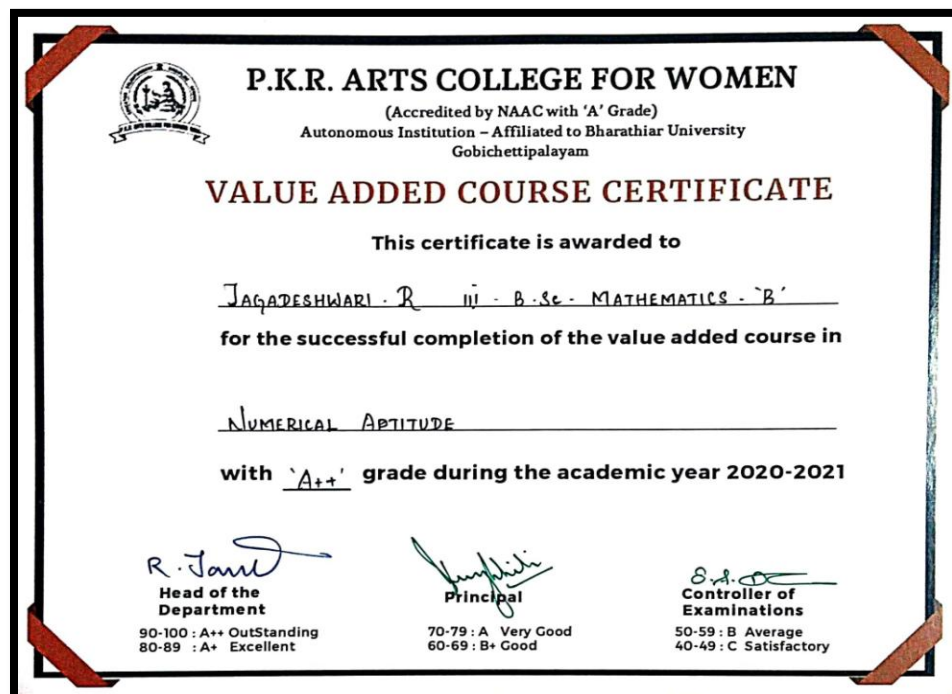 P.K.R. ARTS COLLEGE FOR WOMEN
(Accredited by NAAC with 'A' Grade)
Autonomous Institution – Affiliated to Bharathiar University
Gobichettipalayam
VALUE ADDED COURSE CERTIFICATE
This certificate is awarded to
JAGADESHWARI . R III - B.Sc - MATHEMATICS - 'B'
for the successful completion of the value added course in
NUMERICAL APTITUDE
with 'A++' grade during the academic year 2020-2021
Head of the
Department
Principal
Controller of
Examinations
90-100 : A++ OutStanding
80-89 : A+ Excellent
70-79 : A Very Good
60-69 : B+ Good
50-59 : B Average
40-49 : C Satisfactory